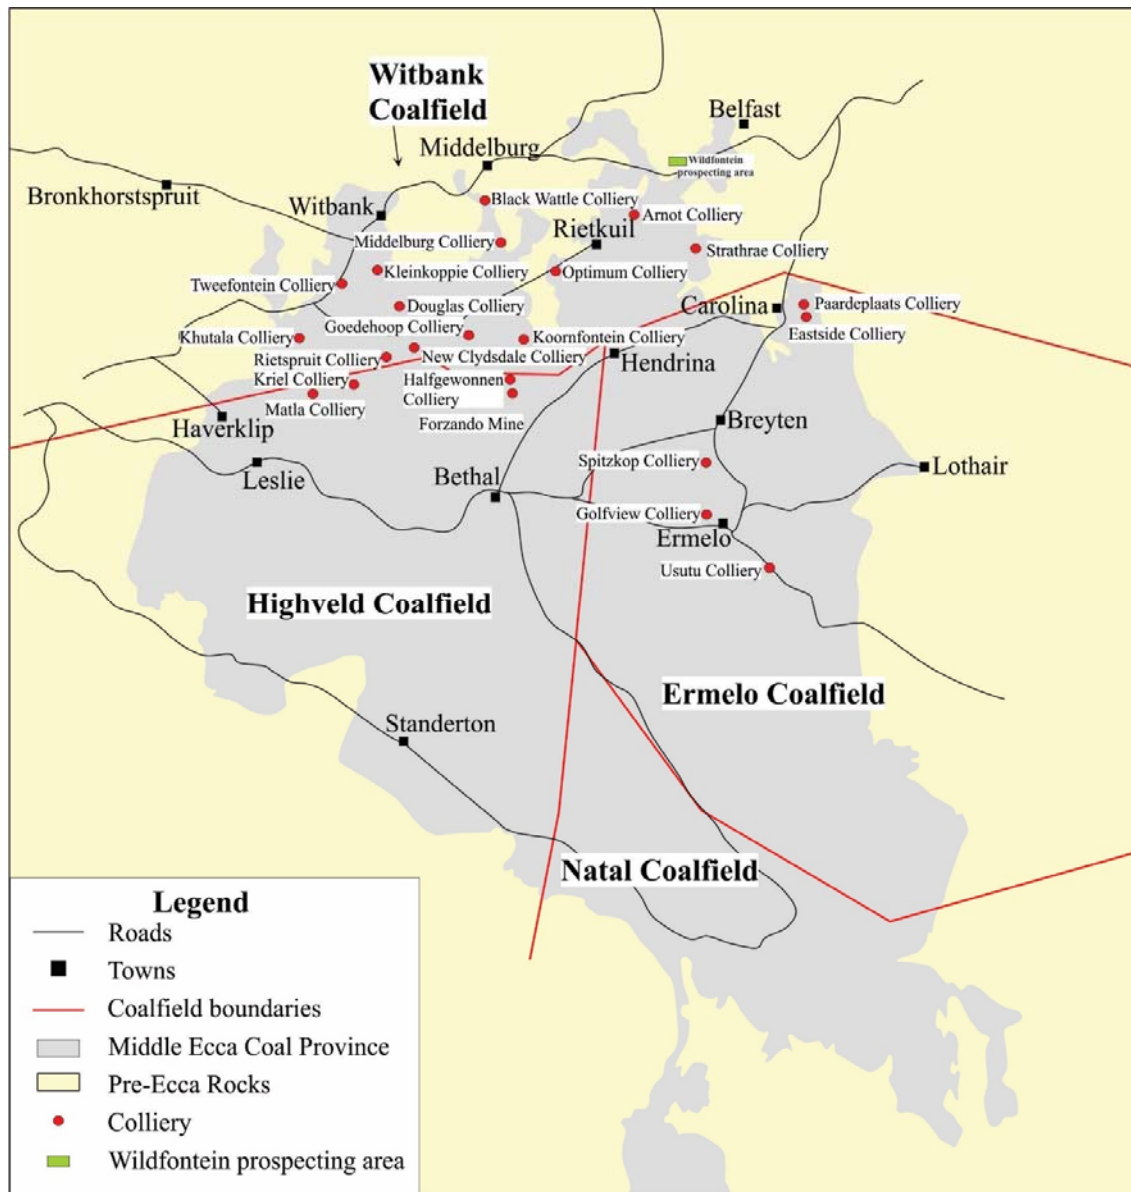 Witbank
Coalfield
Belfast
Middelburg
Wildfontein
prospecting area
Bronkhorstspruit
Witbank
Black Wattle Colliery
Arnot Colliery
Rietkuil
Middelburg Colliery
Strathrae Colliery
Kleinkoppie Colliery
Optimum Colliery
Tweefontein Colliery
Douglas Colliery
Carolina
Paardeplaats Colliery
Goedehoop Colliery
Eastside Colliery
Khutala Colliery
Koornfontein Colliery
Rietspruit Colliery
New Clydsdale Colliery
Hendrina
Kriel Colliery
Halfgewonnen
Colliery
Matla Colliery
Forzando Mine
Haverklip
Breyten
Spitzkop Colliery
Lothair
Leslie
Bethal
Golfview Colliery
Ermelo
Usutu Colliery
Highveld Coalfield
Ermelo Coalfield
Standerton
Natal Coalfield
Legend
Roads
Towns
Coalfield boundaries
Middle Ecca Coal Province
Pre-Ecca Rocks
Colliery
Wildfontein prospecting area